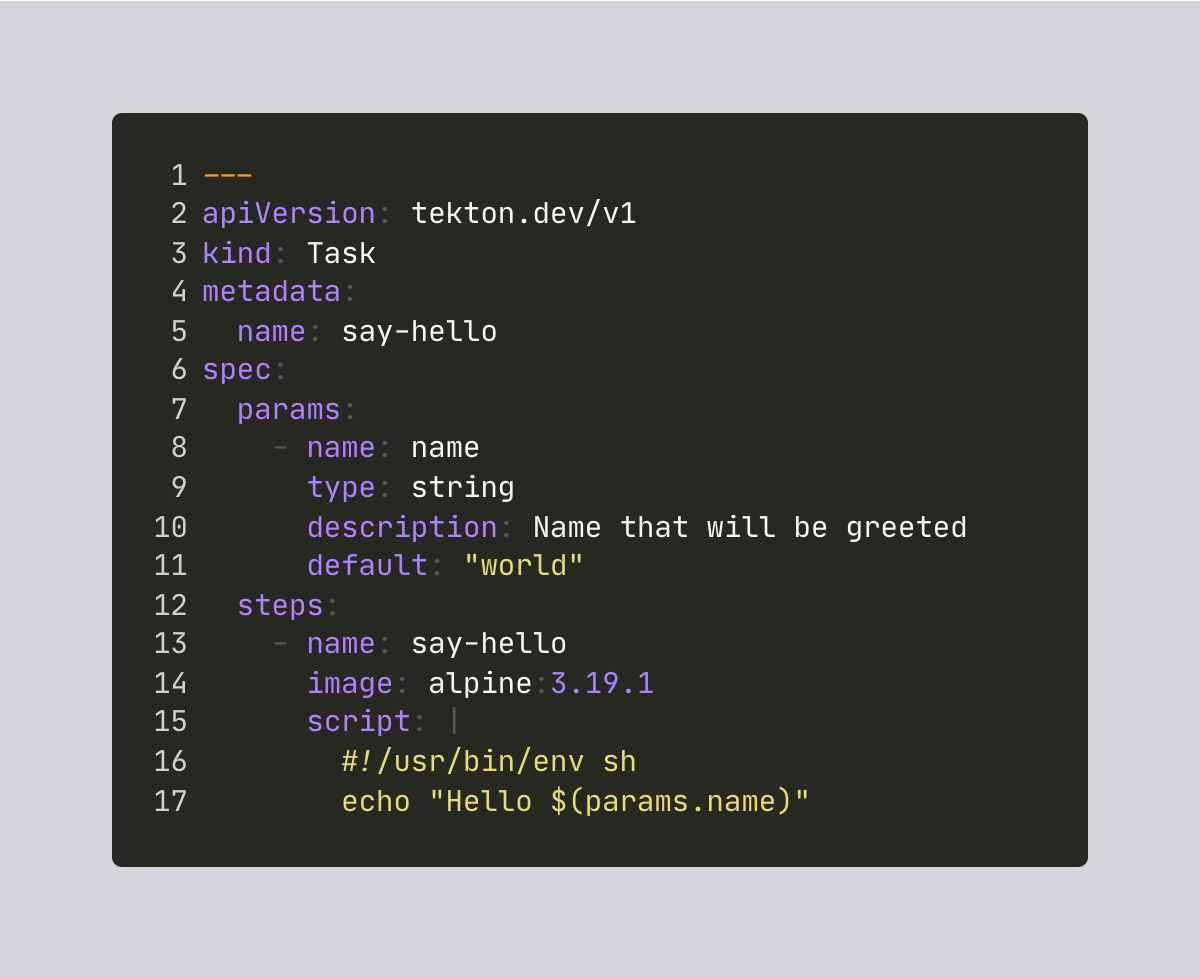 1 ---
2 apiVersion: tekton.dev/v1
3 kind: Task
4 metadata:
5   name: say-hello
6 spec:
7   params:
8     - name: name
9       type: string
10       description: Name that will be greeted
11       default: "world"
12   steps:
13     - name: say-hello
14       image: alpine:3.19.1
15       script: |
16         #!/usr/bin/env sh
17         echo "Hello $(params.name)"